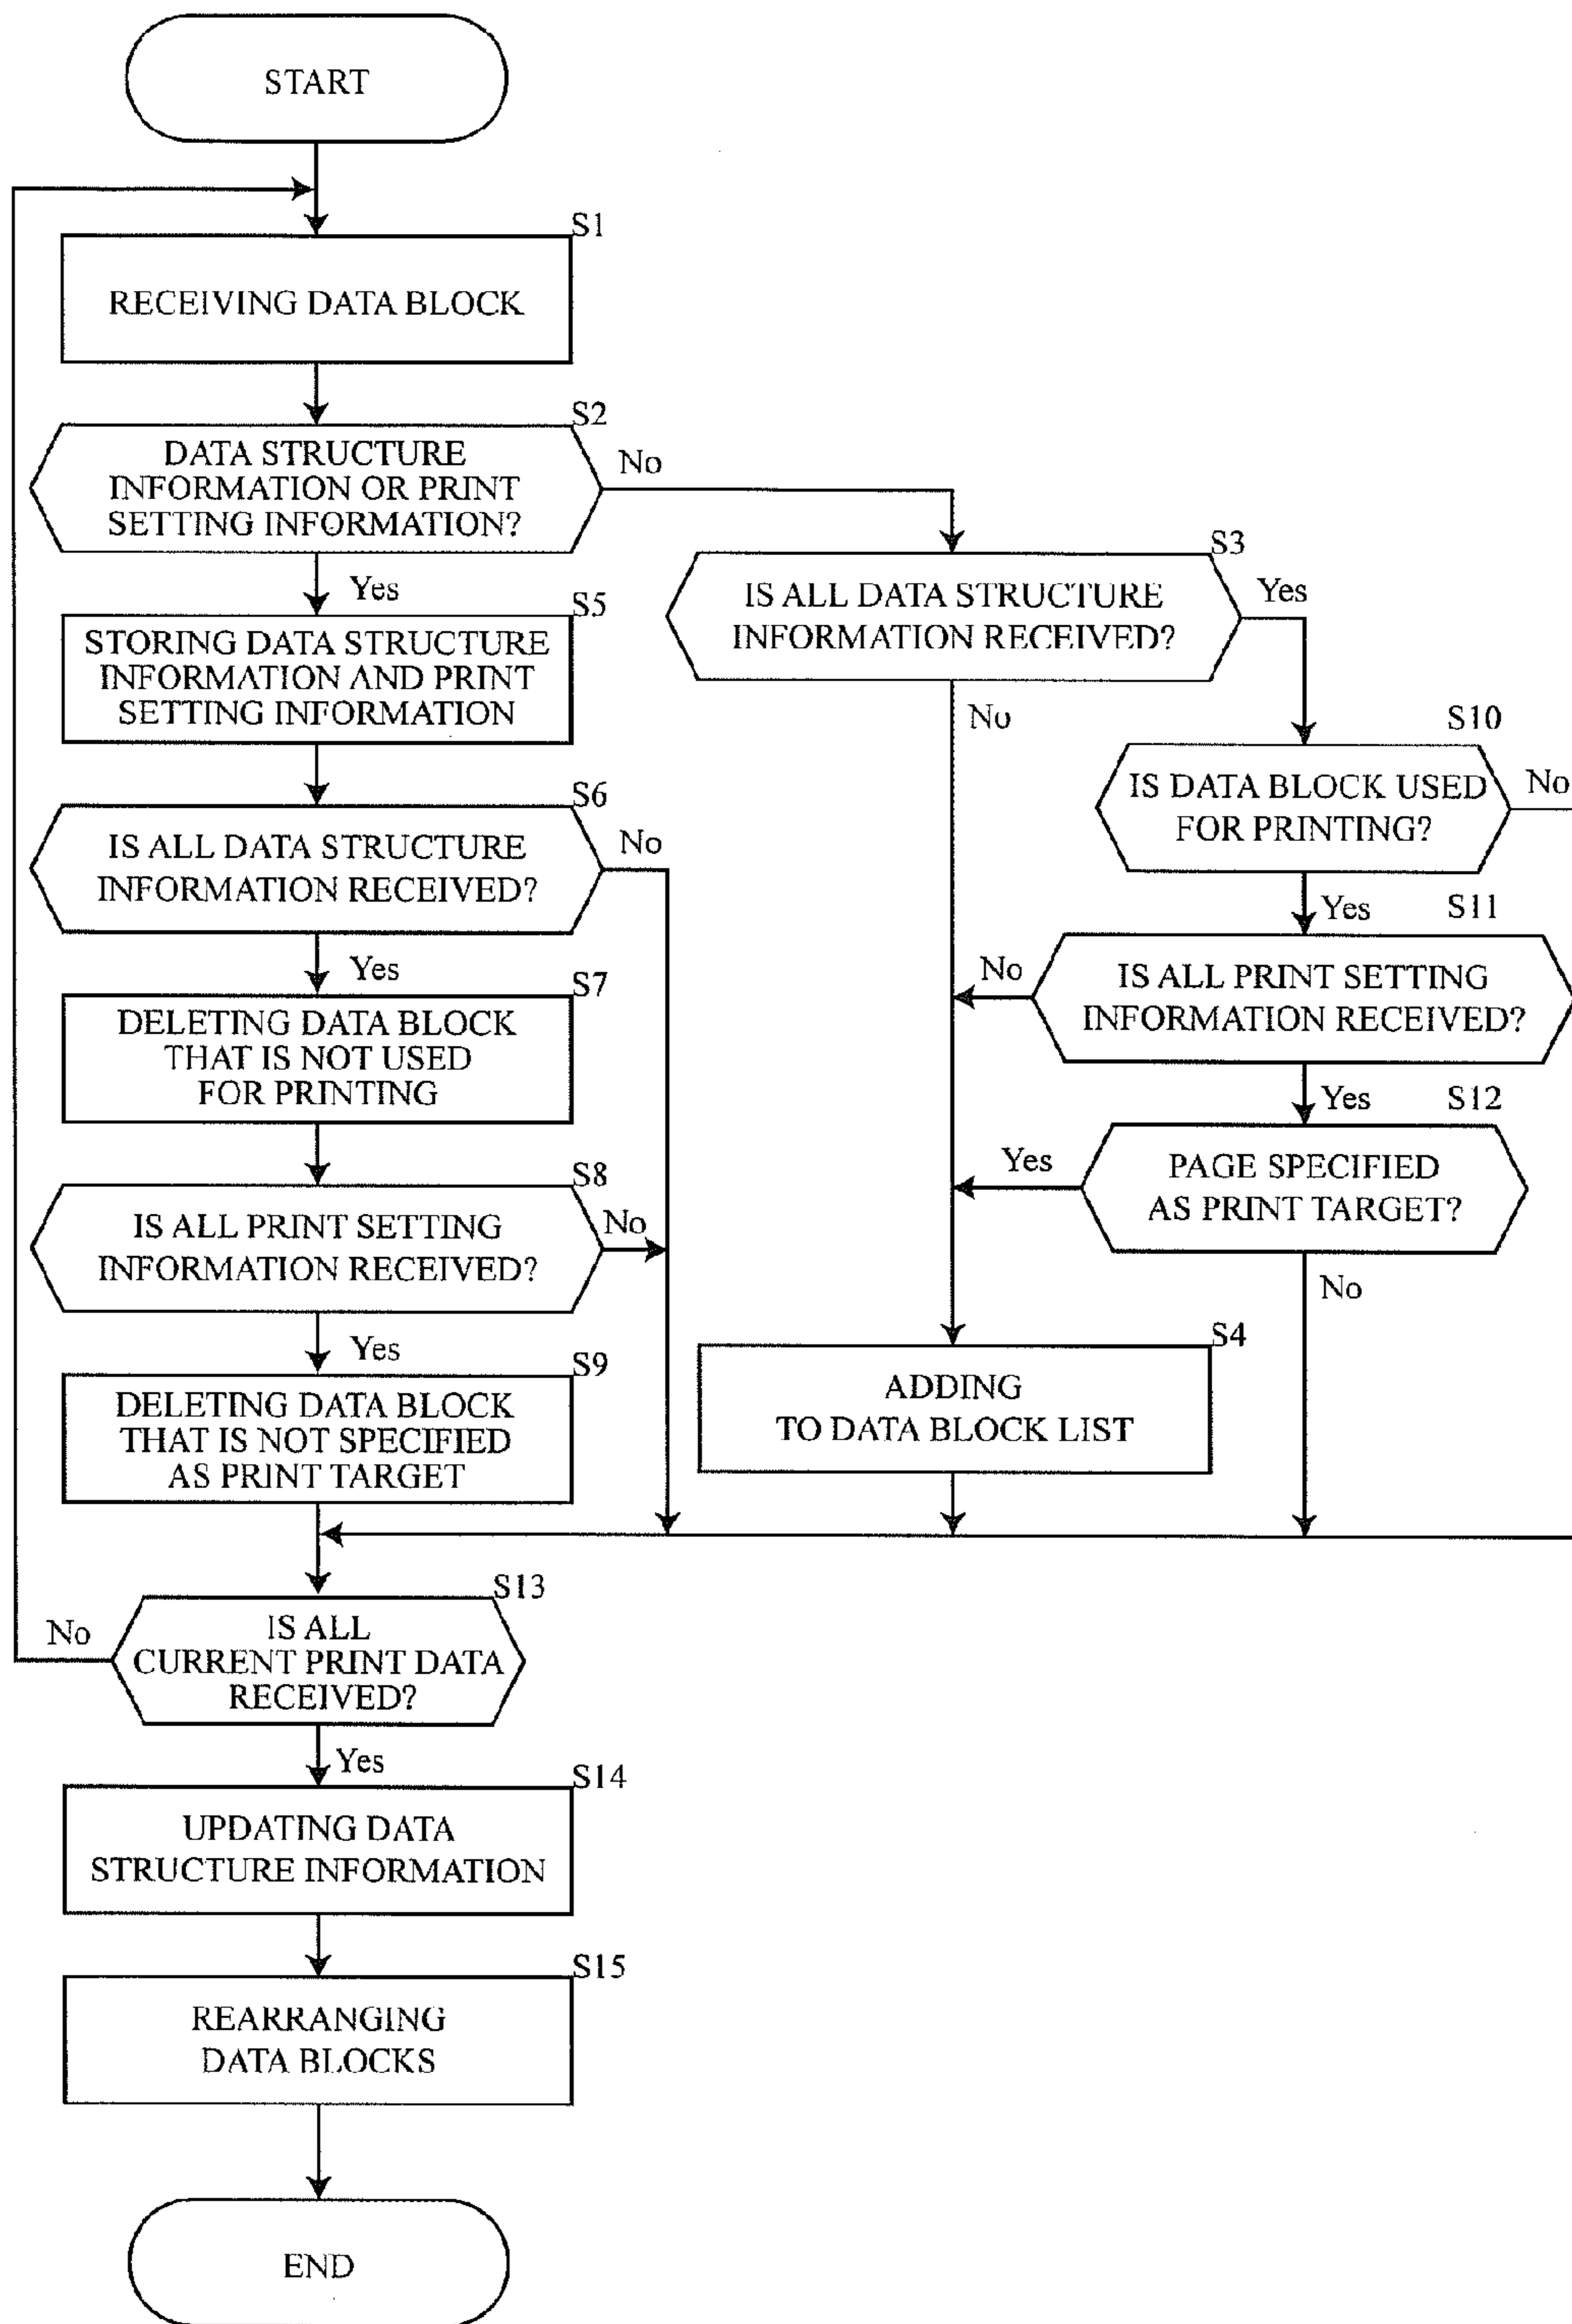 START
S1
RECEIVING DATA BLOCK
S2
DATA STRUCTURE
INFORMATION OR PRINT
SETTING INFORMATION?
No
Yes
S3
IS ALL DATA STRUCTURE
INFORMATION RECEIVED?
Yes
No
S5
STORING DATA STRUCTURE
INFORMATION AND PRINT
SETTING INFORMATION
S10
IS DATA BLOCK USED
FOR PRINTING?
No
Yes
S6
IS ALL DATA STRUCTURE
INFORMATION RECEIVED?
No
Yes
S11
IS ALL PRINT SETTING
INFORMATION RECEIVED?
No
Yes
S7
DELETING DATA BLOCK
THAT IS NOT USED
FOR PRINTING
S12
PAGE SPECIFIED
AS PRINT TARGET?
Yes
No
S8
IS ALL PRINT SETTING
INFORMATION RECEIVED?
No
Yes
S4
ADDING
TO DATA BLOCK LIST
S9
DELETING DATA BLOCK
THAT IS NOT SPECIFIED
AS PRINT TARGET
S13
IS ALL
CURRENT PRINT DATA
RECEIVED?
No
Yes
S14
UPDATING DATA
STRUCTURE INFORMATION
S15
REARRANGING
DATA BLOCKS
END